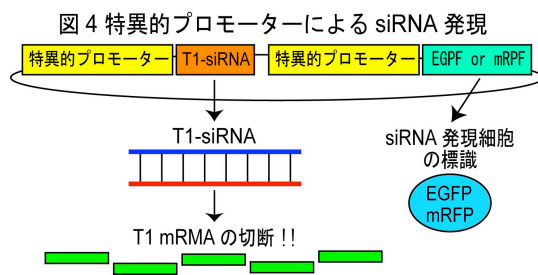 図 4 特異的プロモーターによる siRNA 発現
特異的プロモーター T1-siRNA 特異的プロモーター EGPF or mRPF
T1-siRNA
siRNA 発現細胞
の標識
EGFP
mRFP
T1 mRMA の切断 !!